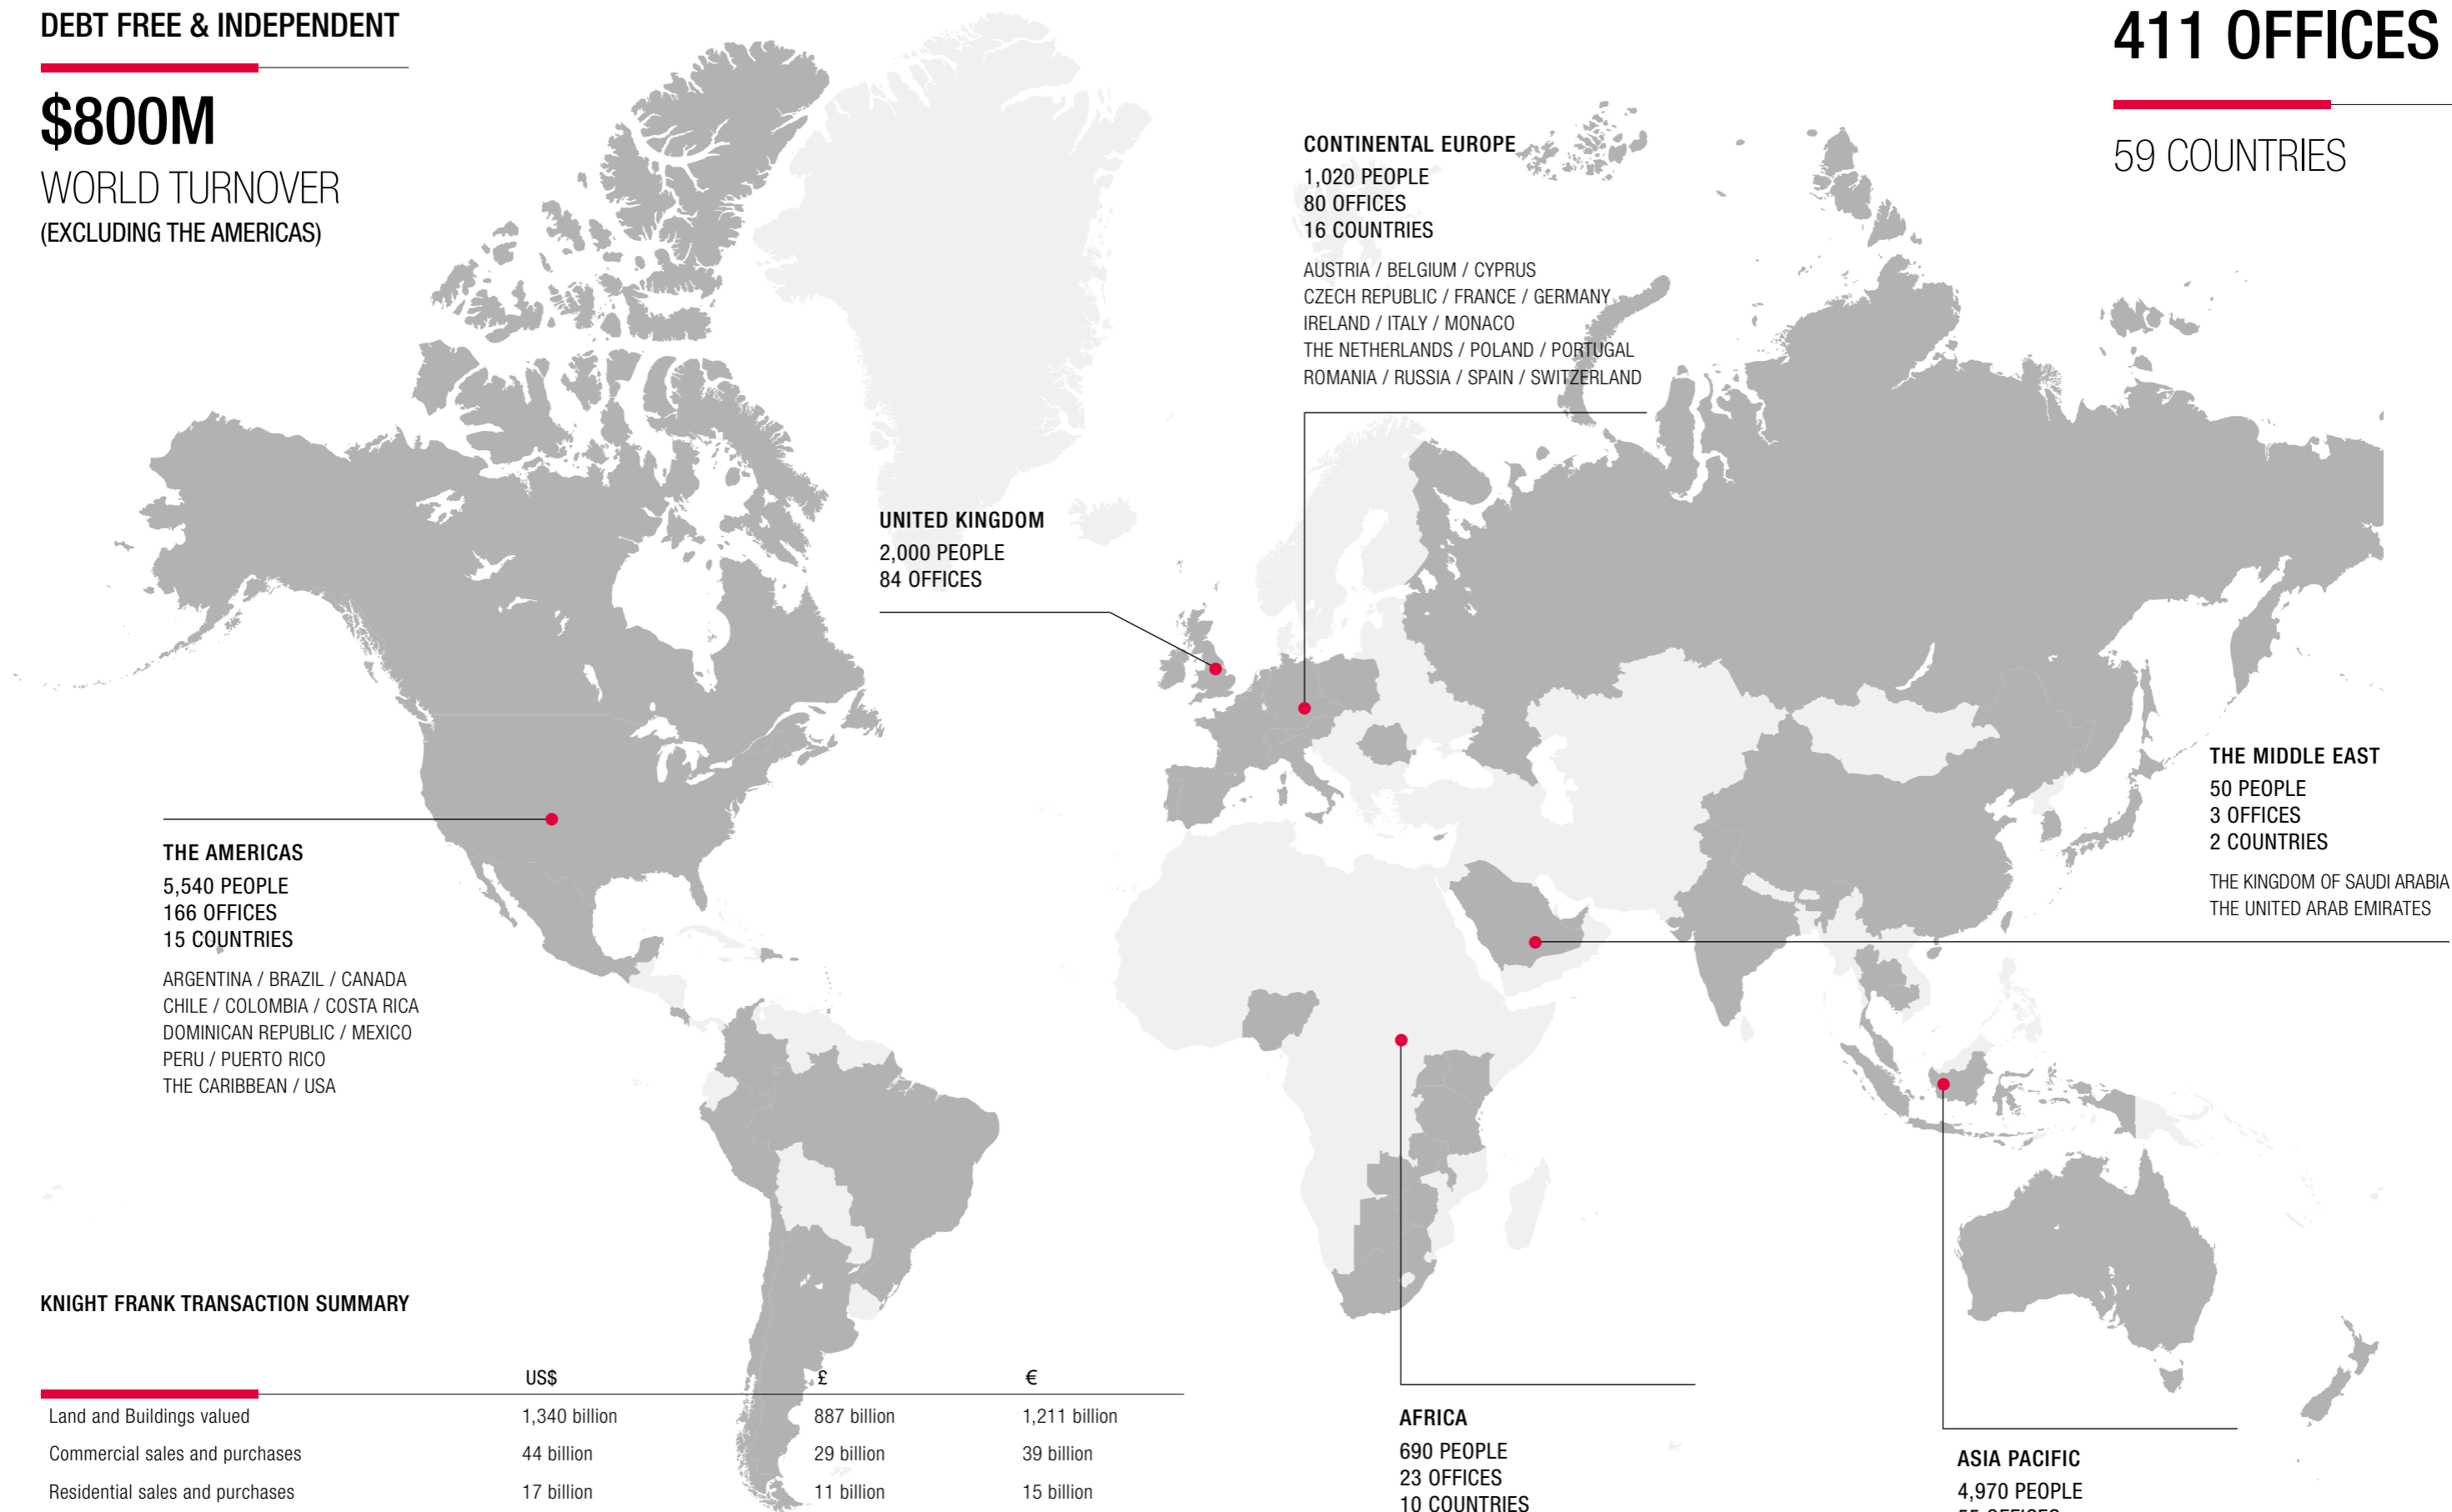 DEBT FREE & INDEPENDENT
$800M
WORLD TURNOVER
(EXCLUDING THE AMERICAS)
411 OFFICES
59 COUNTRIES
CONTINENTAL EUROPE
1,020 PEOPLE
80 OFFICES
16 COUNTRIES
AUSTRIA / BELGIUM / CYPRUS
CZECH REPUBLIC / FRANCE / GERMANY
IRELAND / ITALY / MONACO
THE NETHERLANDS / POLAND / PORTUGAL
ROMANIA / RUSSIA / SPAIN / SWITZERLAND
UNITED KINGDOM
2,000 PEOPLE
84 OFFICES
THE MIDDLE EAST
50 PEOPLE
3 OFFICES
2 COUNTRIES
THE KINGDOM OF SAUDI ARABIA
THE UNITED ARAB EMIRATES
THE AMERICAS
5,540 PEOPLE
166 OFFICES
15 COUNTRIES
ARGENTINA / BRAZIL / CANADA
CHILE / COLOMBIA / COSTA RICA
DOMINICAN REPUBLIC / MEXICO
PERU / PUERTO RICO
THE CARIBBEAN / USA
KNIGHT FRANK TRANSACTION SUMMARY
US$ £ €
Land and Buildings valued 1,340 billion 887 billion 1,211 billion
Commercial sales and purchases 44 billion 29 billion 39 billion
Residential sales and purchases 17 billion 11 billion 15 billion
AFRICA
690 PEOPLE
23 OFFICES
10 COUNTRIES
ASIA PACIFIC
4,970 PEOPLE
55 OFFICES